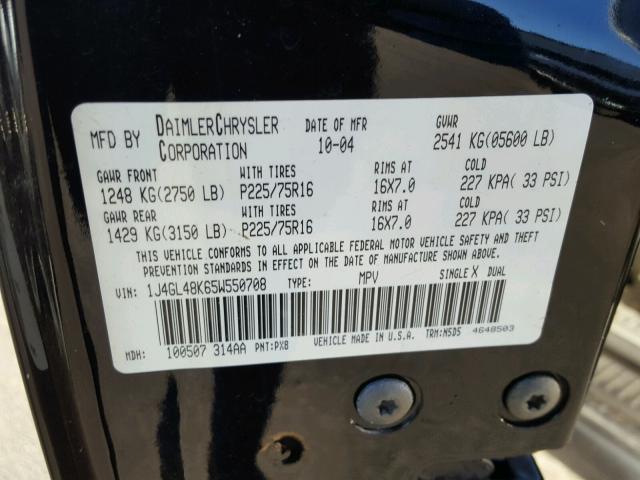 MFD BY DAIMLERCHRYSLER CORPORATION DATE OF MFR 10-04 GVWR 2541 KG(05600 LB)
GAWR FRONT WITH TIRES RIMS AT COLD
1248 KG(2750 LB) P225/75R16 16X7.0 227 KPA( 33 PSI)
GAWR REAR WITH TIRES RIMS AT COLD
1429 KG(3150 LB) P225/75R16 16X7.0 227 KPA( 33 PSI)
THIS VEHICLE CONFORMS TO ALL APPLICABLE FEDERAL MOTOR VEHICLE SAFETY AND THEFT
PREVENTION STANDARDS IN EFFECT ON THE DATE OF MANUFACTURE SHOWN ABOVE.
VIN: 1J4GL48K65W550708 TYPE: MPV SINGLE X DUAL
MDH: 100507 314AA PNT:PX8 VEHICLE MADE IN U.S.A. TRM:N5D5 4648503